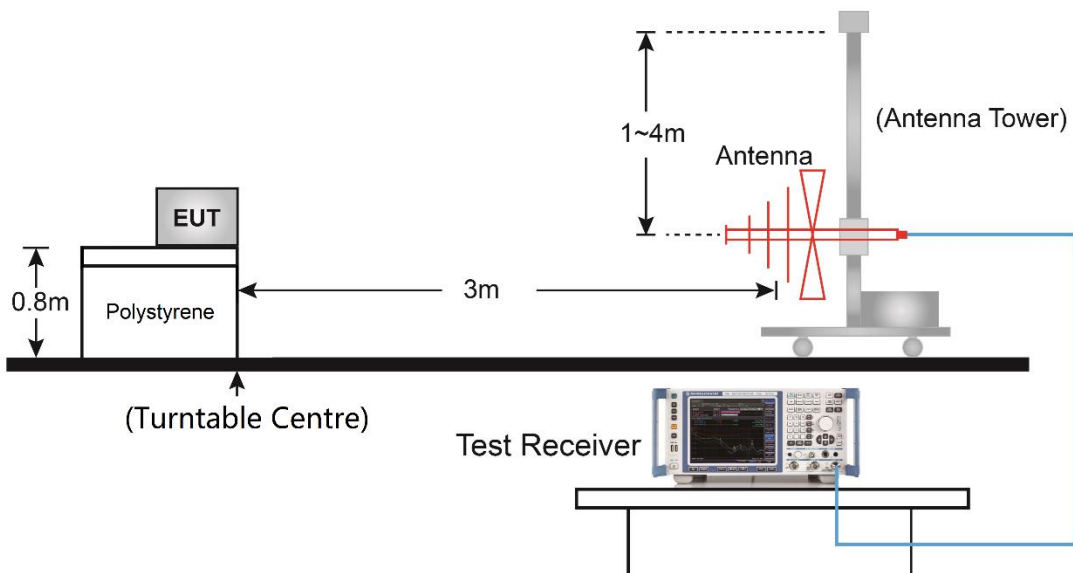 1~4m
(Antenna Tower)
Antenna
EUT
0.8m
Polystyrene
3m
(Turntable Centre)
Test Receiver